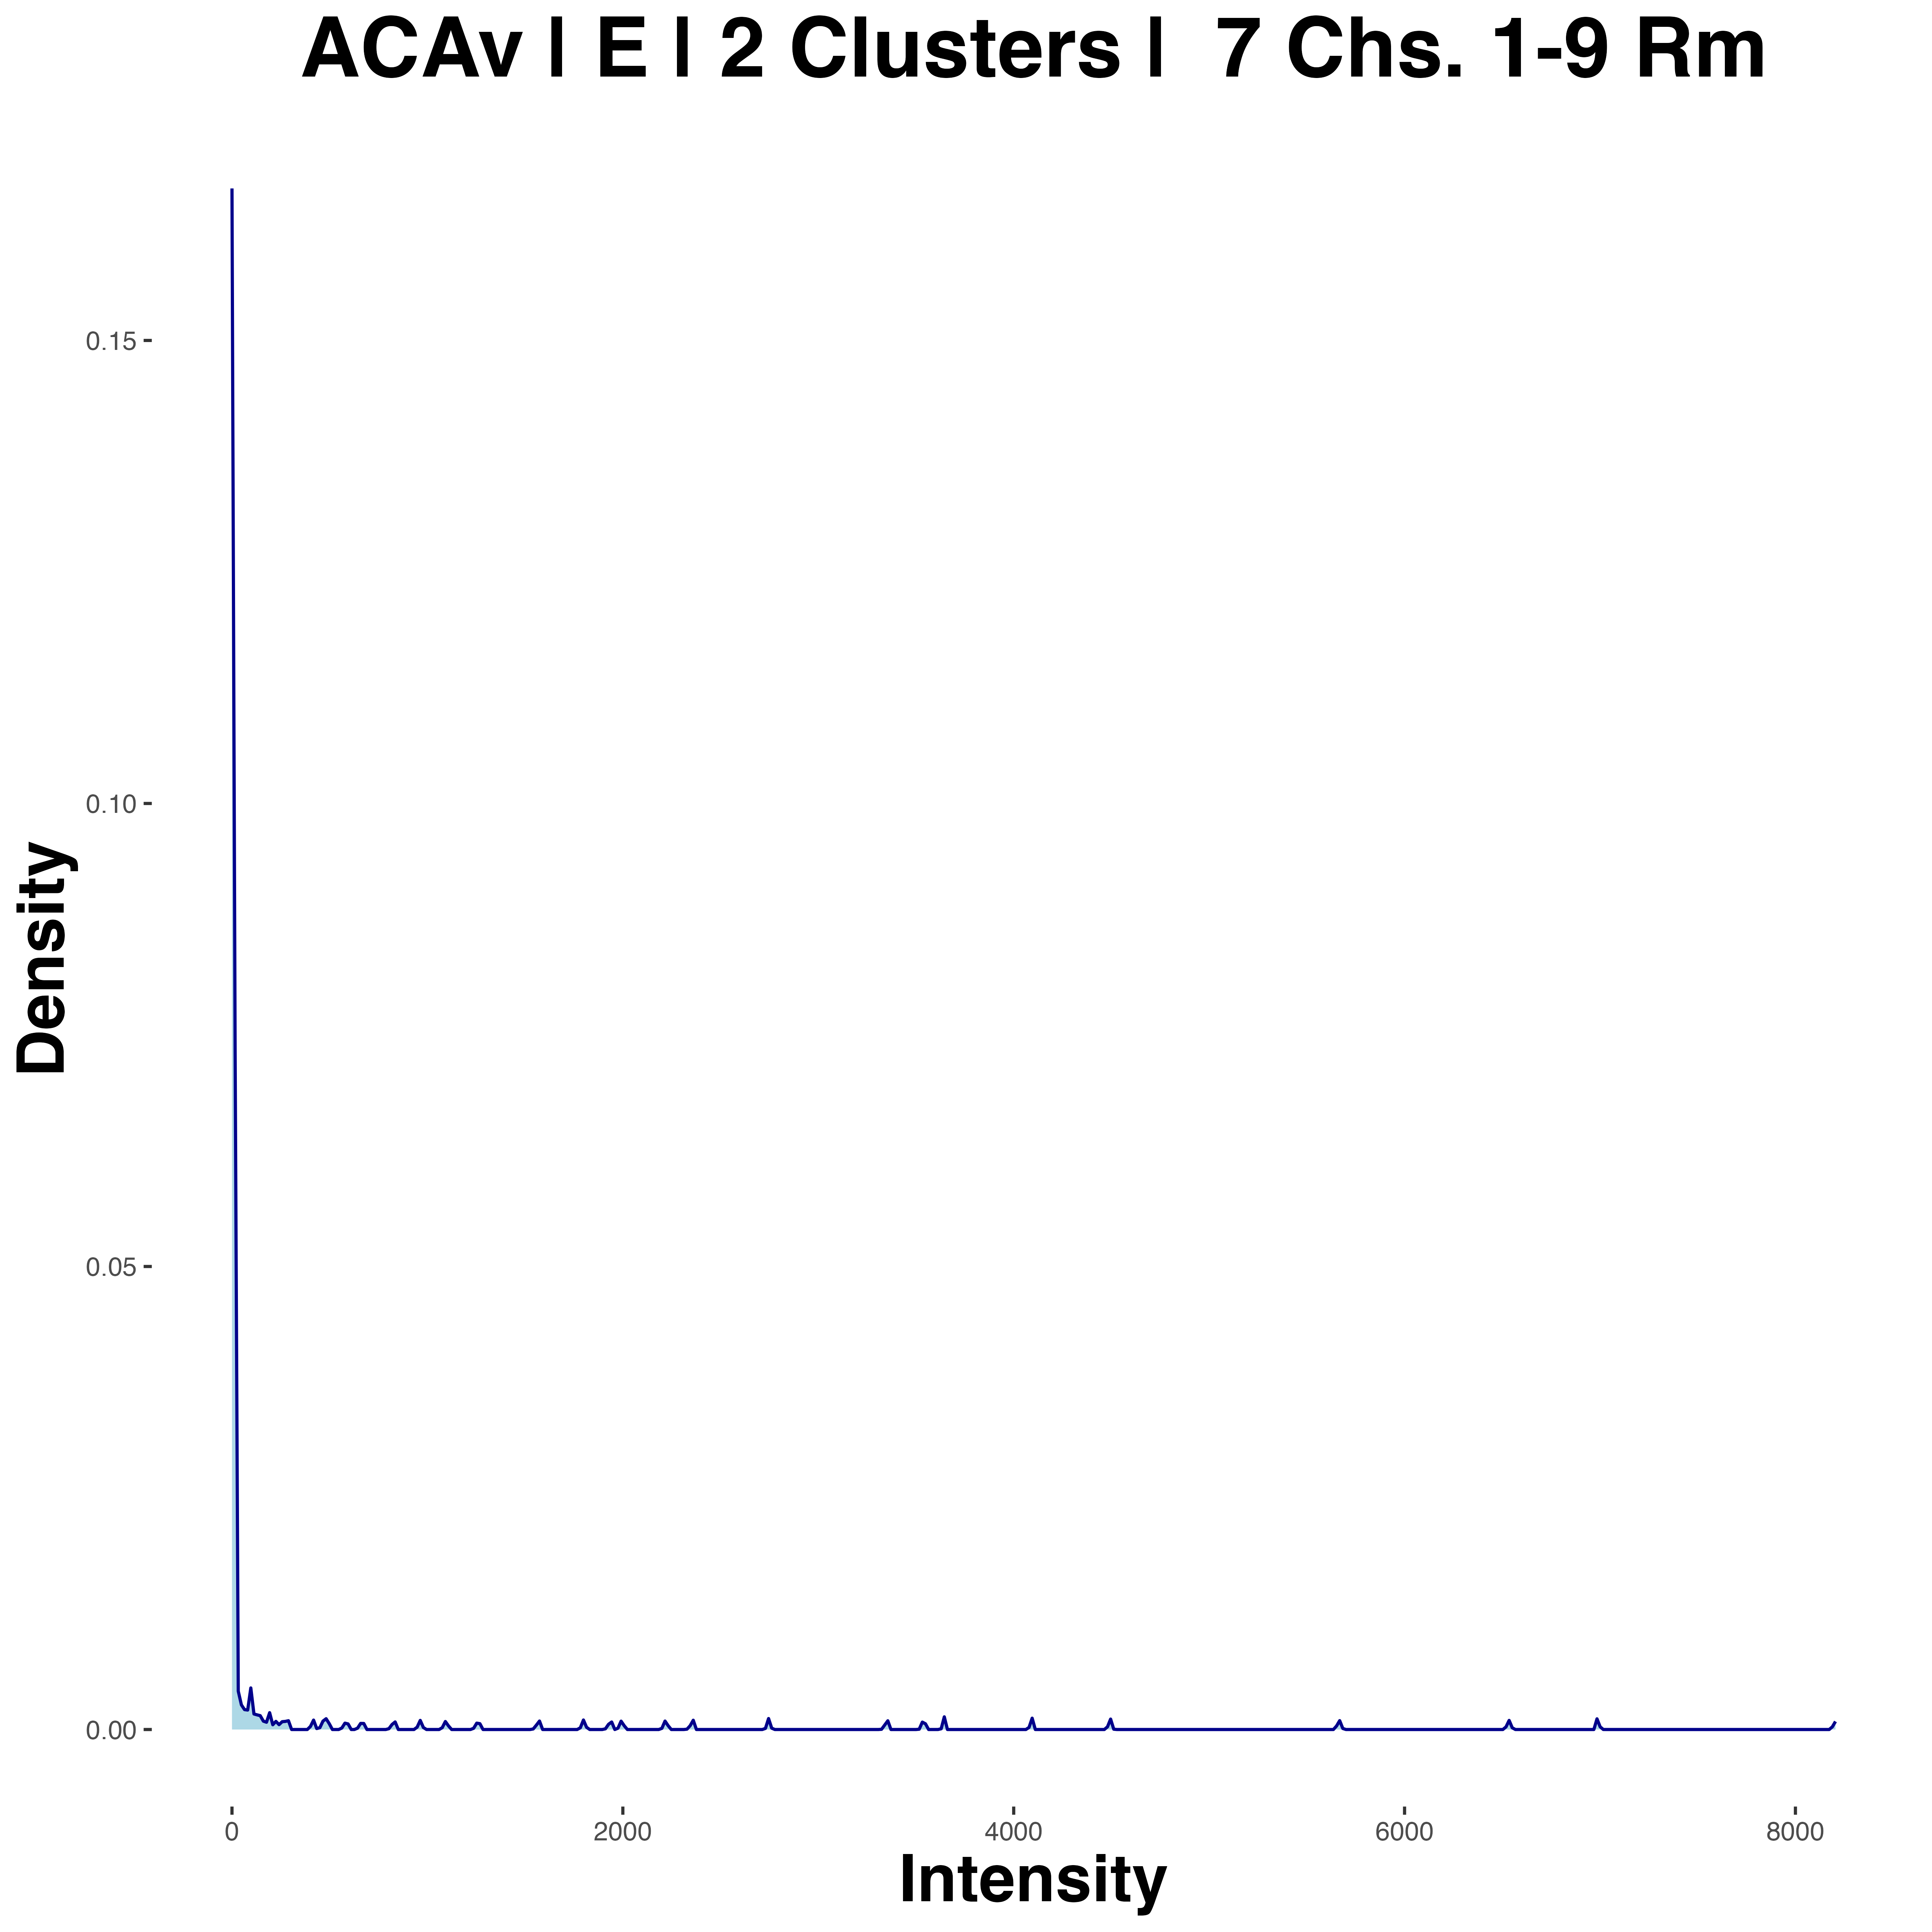 ACAv | E | 2 Clusters |  7 Chs. 1-9 Rm
0.15
0.10
0.05
0.00
Density
0 2000 4000 6000 8000
Intensity